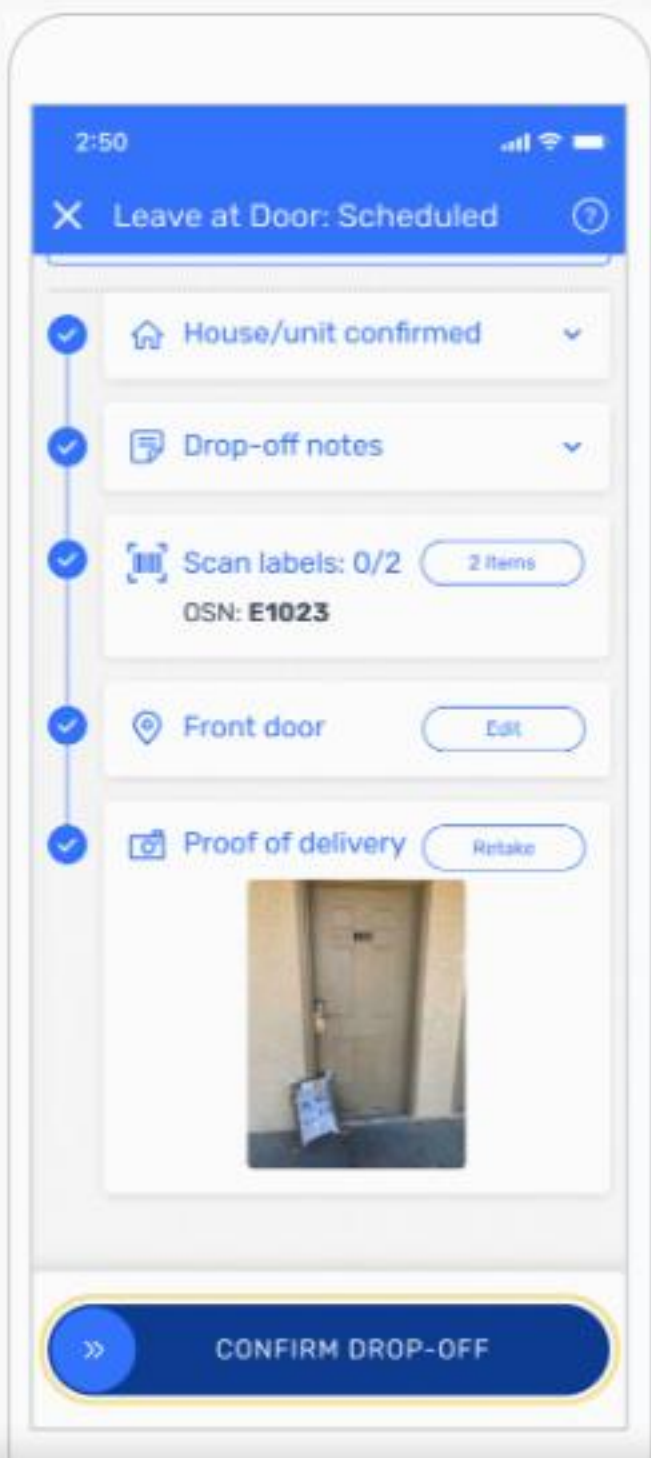 2:50
Leave at Door: Scheduled
House/unit confirmed
Drop-off notes
Scan labels: 0/2
2 Items
OSN: E1023
Front door
Edit
Proof of delivery
Retake
CONFIRM DROP-OFF